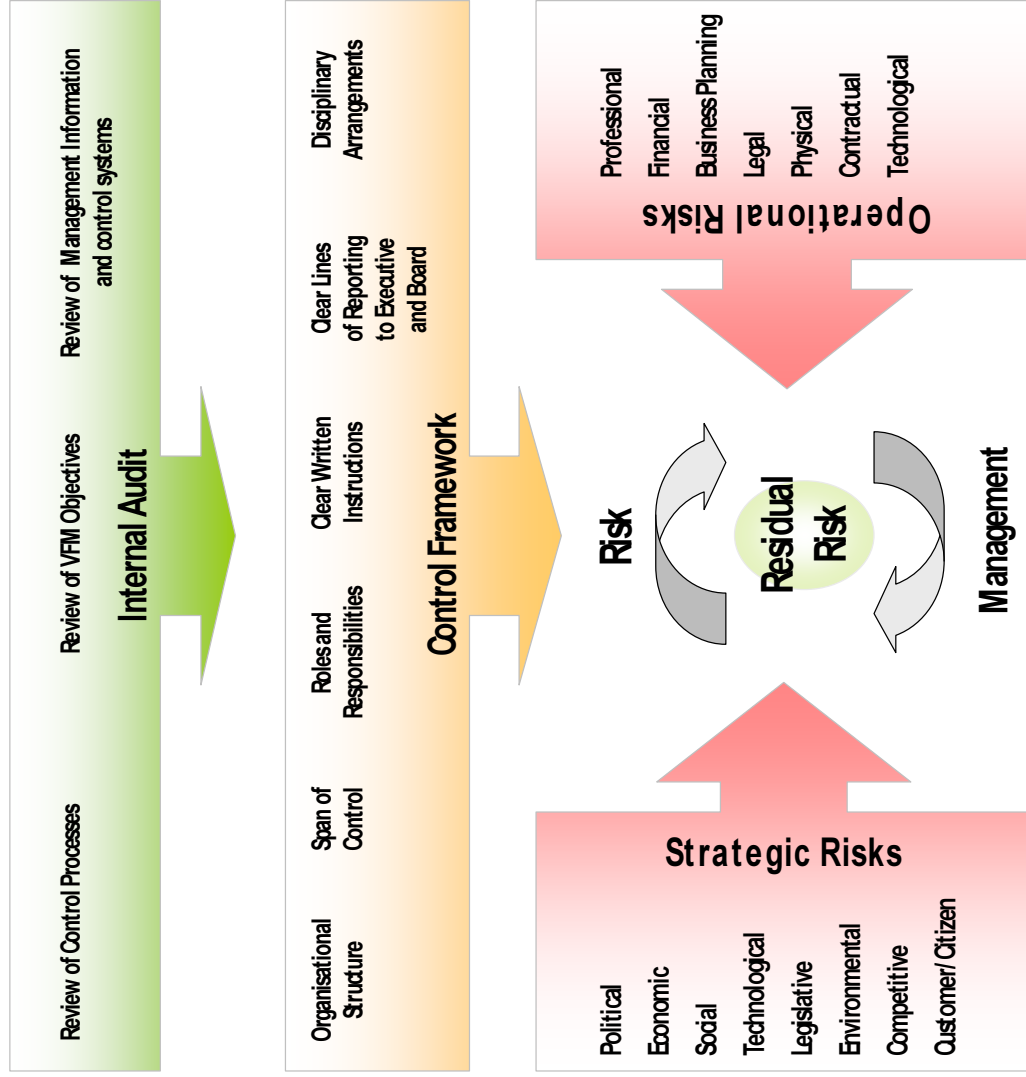 Review of Control Processes
Review of VFM Objectives
Review of Management Information
and control systems
Internal Audit
Organisational
Structure
Span of
Control
Roles and
Responsibilities
Clear Written
Instructions
Clear Lines
of Reporting
to Executive
and Board
Disciplinary
Arrangements
Control Framework
Political
Economic
Social
Technological
Legislative
Environmental
Competitive
Customer/ Citizen
Strategic Risks
Risk
Residual
Risk
Management
Operational Risks
Professional
Financial
Business Planning
Legal
Physical
Contractual
Technological